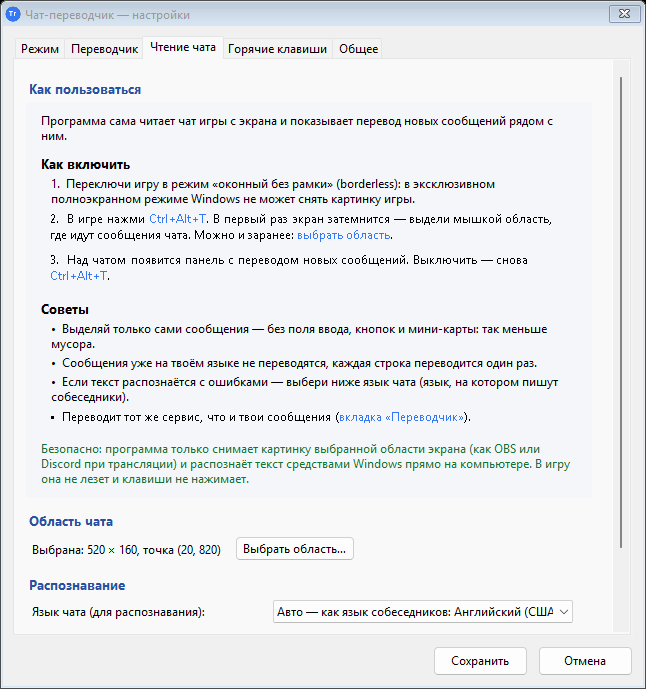 Tr Чат-переводчик — настройки
Режим Переводчик Чтение чата Горячие клавиши Общее
Как пользоваться
Программа сама читает чат игры с экрана и показывает перевод новых сообщений рядом с
ним.
Как включить
1. Переключи игру в режим «оконный без рамки» (borderless): в эксклюзивном
полноэкранном режиме Windows не может снять картинку игры.
2. В игре нажми Ctrl+Alt+T. В первый раз экран затемнится — выдели мышкой область,
где идут сообщения чата. Можно и заранее: выбрать область.
3. Над чатом появится панель с переводом новых сообщений. Выключить — снова
Ctrl+Alt+T.
Советы
• Выделяй только сами сообщения — без поля ввода, кнопок и мини-карты: так меньше
мусора.
• Сообщения уже на твоём языке не переводятся, каждая строка переводится один раз.
• Если текст распознаётся с ошибками — выбери ниже язык чата (язык, на котором пишут
собеседники).
• Переводит тот же сервис, что и твои сообщения (вкладка «Переводчик»).
Безопасно: программа только снимает картинку выбранной области экрана (как OBS или
Discord при трансляции) и распознаёт текст средствами Windows прямо на компьютере. В игру
она не лезет и клавиши не нажимает.
Область чата
Выбрана: 520 × 160, точка (20, 820) Выбрать область...
Распознавание
Язык чата (для распознавания): Авто — как язык собеседников: Английский (США
Сохранить Отмена